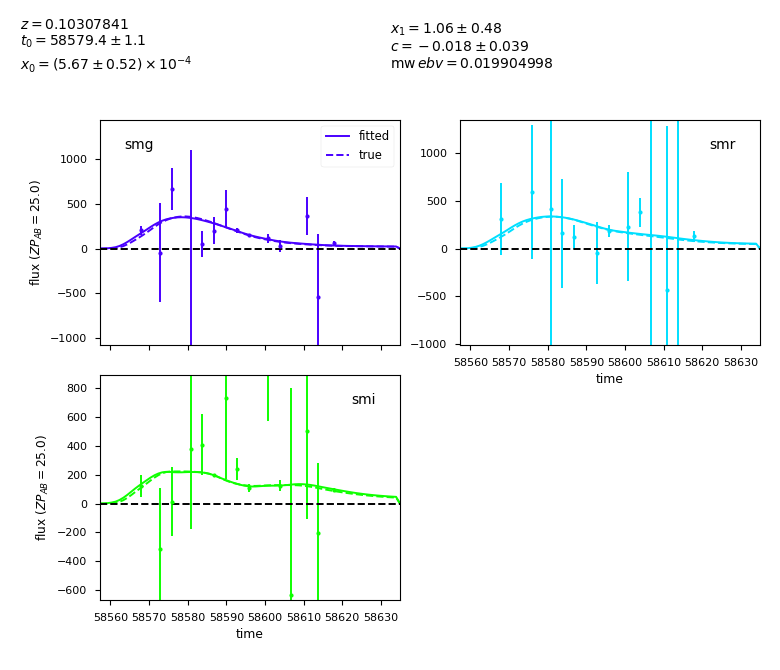 z = 0.10307841
t₀ = 58579.4 ± 1.1
x₀ = (5.67 ± 0.52) × 10⁻⁴
x₁ = 1.06 ± 0.48
c = −0.018 ± 0.039
mw ebv = 0.019904998
smg
fitted
true
flux (ZP_AB = 25.0)
1000
500
0
−500
−1000
smr
1000
500
0
−500
−1000
58560 58570 58580 58590 58600 58610 58620 58630
time
smi
flux (ZP_AB = 25.0)
800
600
400
200
0
−200
−400
−600
58560 58570 58580 58590 58600 58610 58620 58630
time